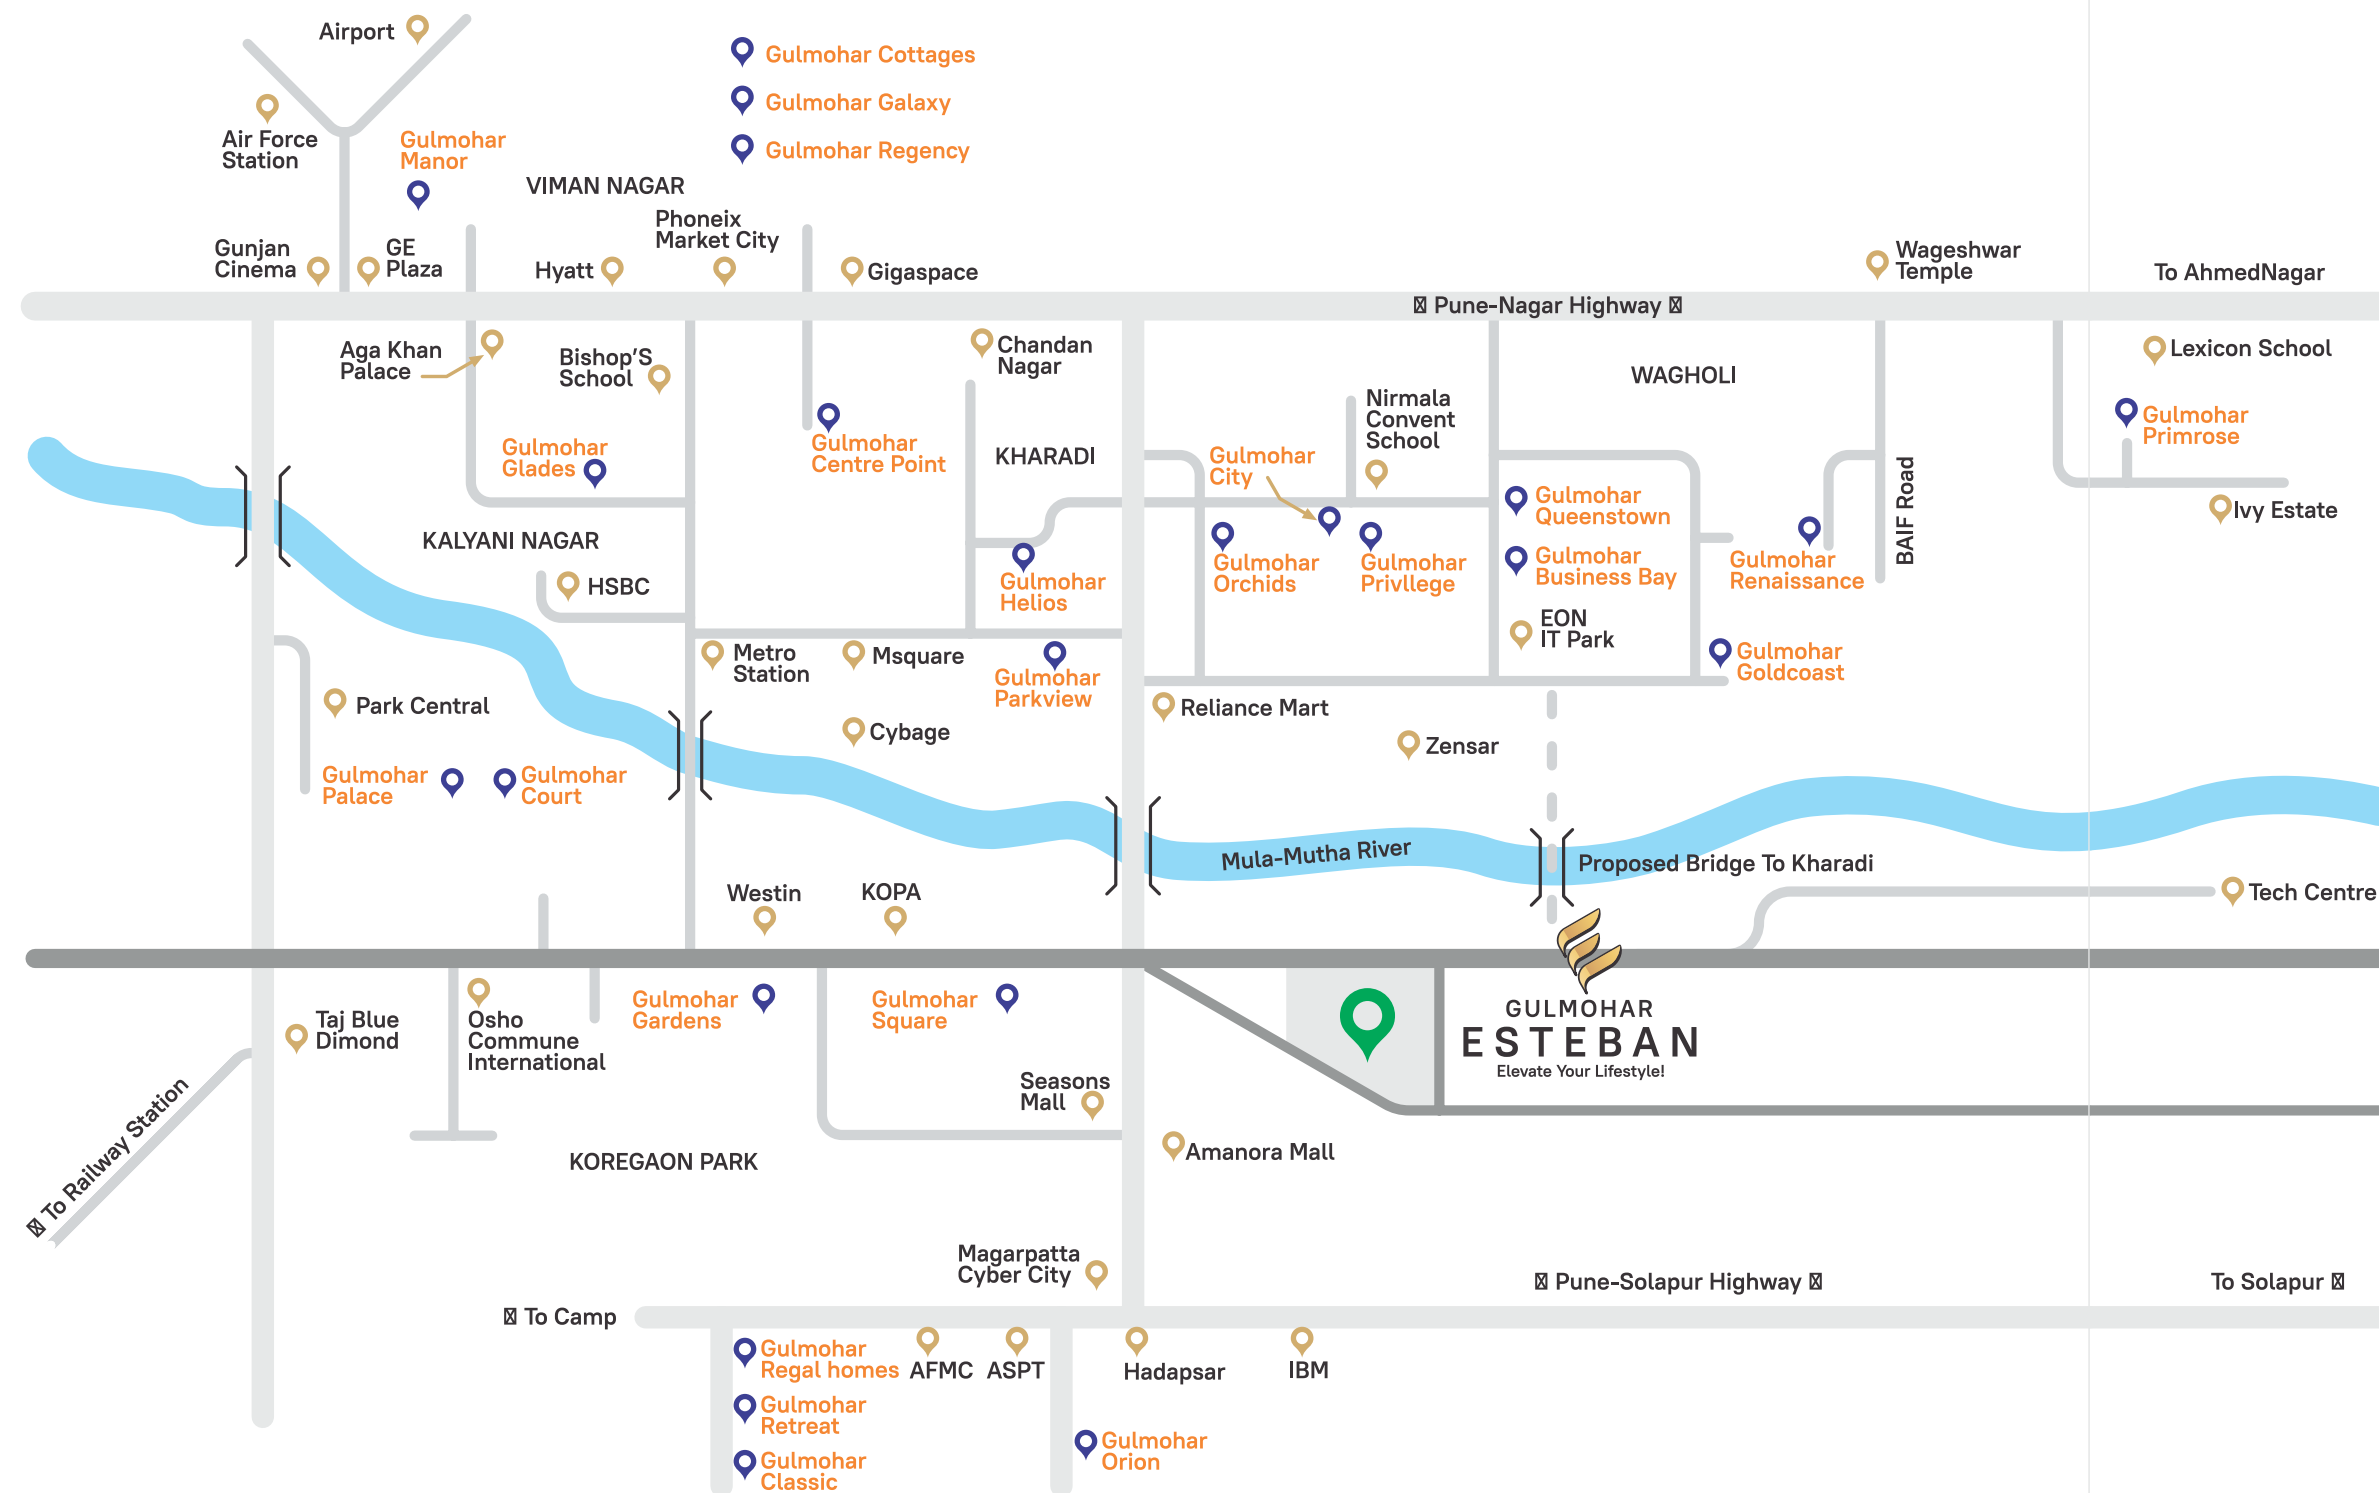 Airport
Gulmohar Cottages
Gulmohar Galaxy
Gulmohar Regency
Air Force
Station
Gulmohar
Manor
VIMAN NAGAR
Phoneix
Market City
Gunjan
Cinema
GE
Plaza
Hyatt
Gigaspace
Wageshwar
Temple
To AhmedNagar
Pune-Nagar Highway
Aga Khan
Palace
Bishop'S
School
Chandan
Nagar
Lexicon School
WAGHOLI
Nirmala
Convent
School
Gulmohar
Primrose
Gulmohar
Glades
Gulmohar
Centre Point
KHARADI
Gulmohar
City
BAIF Road
Gulmohar
Queenstown
Ivy Estate
KALYANI NAGAR
HSBC
Gulmohar
Helios
Gulmohar
Orchids
Gulmohar
Privllege
Gulmohar
Business Bay
Gulmohar
Renaissance
EON
IT Park
Metro
Station
Msquare
Gulmohar
Parkview
Gulmohar
Goldcoast
Park Central
Cybage
Reliance Mart
Zensar
Gulmohar
Palace
Gulmohar
Court
Mula-Mutha River
Proposed Bridge To Kharadi
Westin
KOPA
Tech Centre
Taj Blue
Dimond
Osho
Commune
International
Gulmohar
Gardens
Gulmohar
Square
GULMOHAR
ESTEBAN
Elevate Your Lifestyle!
Seasons
Mall
To Railway Station
KOREGAON PARK
Amanora Mall
Magarpatta
Cyber City
Pune-Solapur Highway
To Solapur
To Camp
Gulmohar
Regal homes
AFMC
ASPT
Hadapsar
IBM
Gulmohar
Retreat
Gulmohar
Orion
Gulmohar
Classic